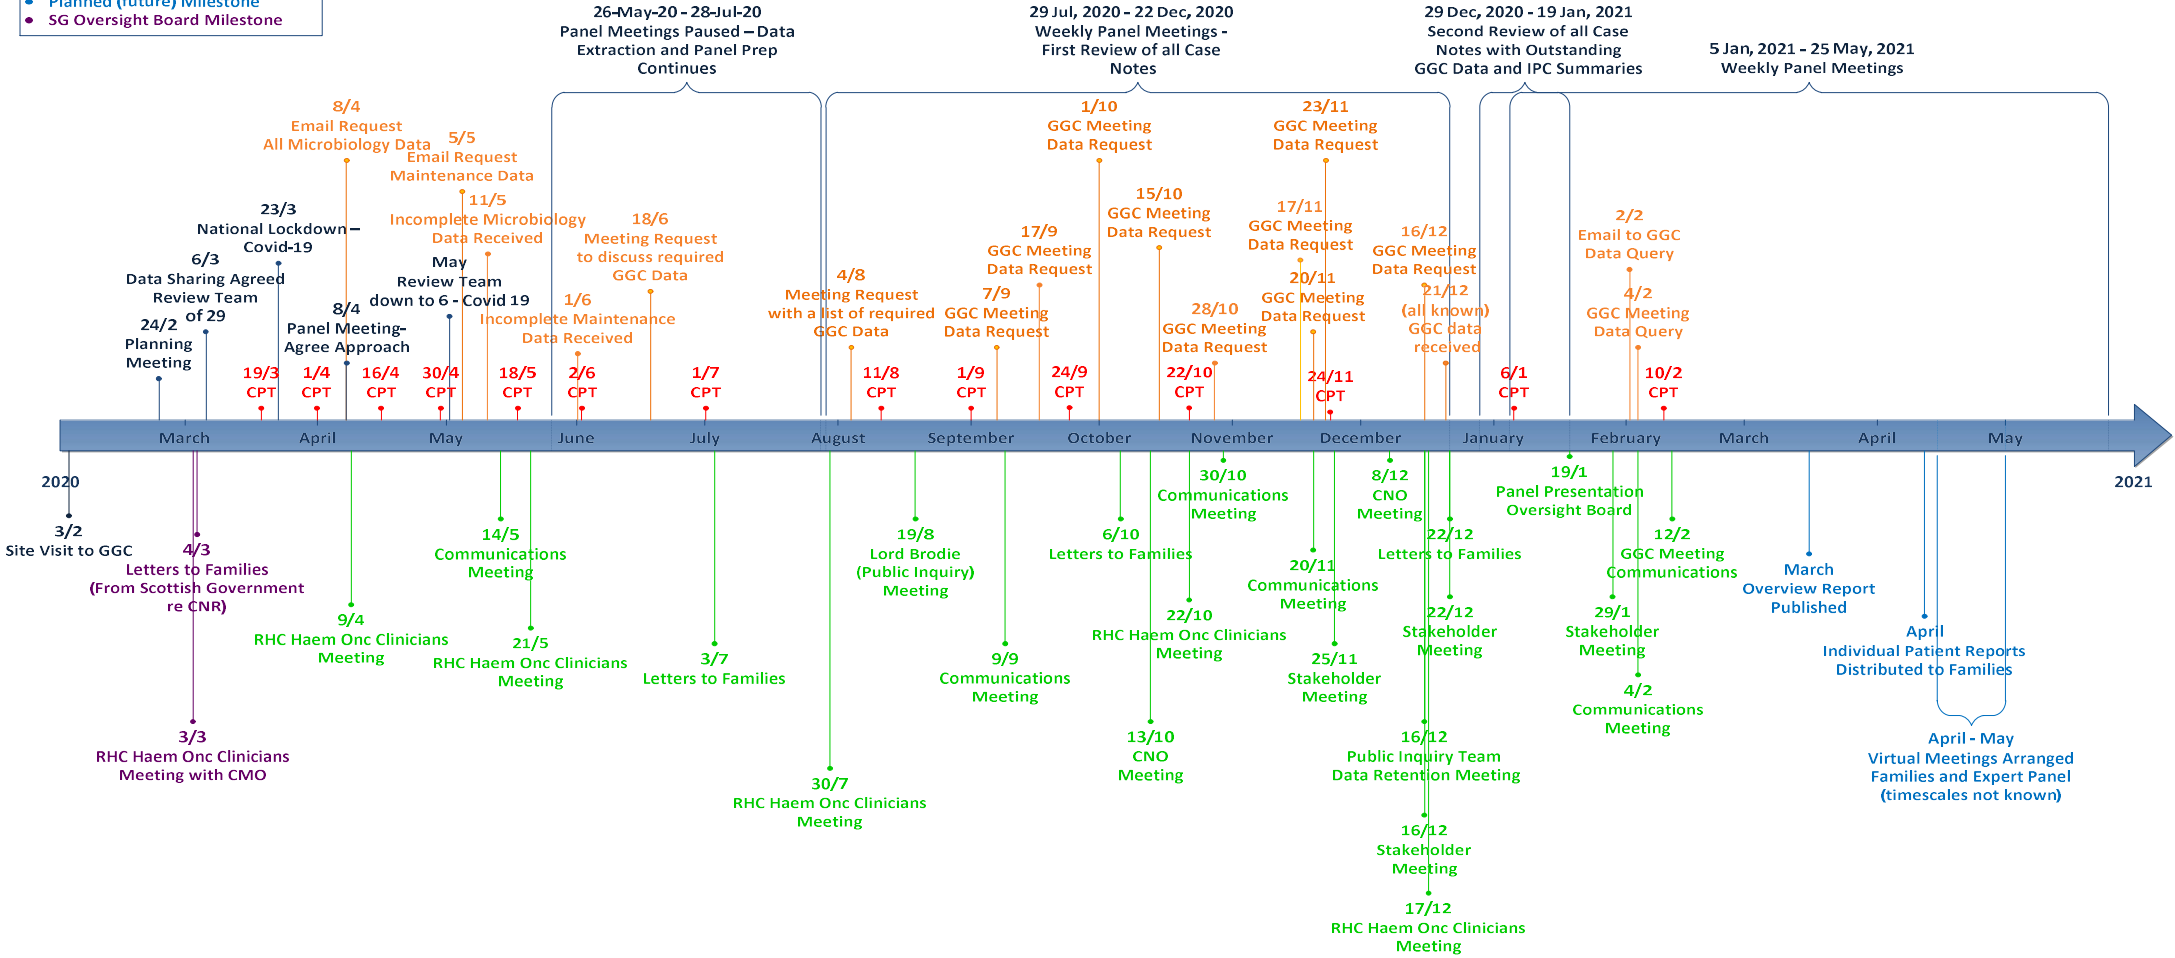 Planned (future) Milestone
SG Oversight Board Milestone
26-May-20 - 28-Jul-20
Panel Meetings Paused – Data
Extraction and Panel Prep
Continues
29 Jul, 2020 - 22 Dec, 2020
Weekly Panel Meetings -
First Review of all Case
Notes
29 Dec, 2020 - 19 Jan, 2021
Second Review of all Case
Notes with Outstanding
GGC Data and IPC Summaries
5 Jan, 2021 - 25 May, 2021
Weekly Panel Meetings
8/4
Email Request
All Microbiology Data
5/5
Email Request
Maintenance Data
11/5
Incomplete Microbiology
Data Received
23/3
National Lockdown –
Covid-19
6/3
Data Sharing Agreed
Review Team
of 29
24/2
Planning
Meeting
8/4
Panel Meeting-
Agree Approach
May
Review Team
down to 6 - Covid 19
1/6
Incomplete Maintenance
Data Received
18/6
Meeting Request
to discuss required
GGC Data
4/8
Meeting Request
with a list of required
GGC Data
7/9
GGC Meeting
Data Request
17/9
GGC Meeting
Data Request
1/10
GGC Meeting
Data Request
15/10
GGC Meeting
Data Request
28/10
GGC Meeting
Data Request
17/11
GGC Meeting
Data Request
20/11
GGC Meeting
Data Request
23/11
GGC Meeting
Data Request
16/12
GGC Meeting
Data Request
21/12
(all known)
GGC data
received
2/2
Email to GGC
Data Query
4/2
GGC Meeting
Data Query
19/3
CPT
1/4
CPT
16/4
CPT
30/4
CPT
18/5
CPT
2/6
CPT
1/7
CPT
11/8
CPT
1/9
CPT
24/9
CPT
22/10
CPT
24/11
CPT
6/1
CPT
10/2
CPT
March
April
May
June
July
August
September
October
November
December
January
February
March
April
May
2020
2021
3/2
Site Visit to GGC
4/3
Letters to Families
(From Scottish Government
re CNR)
3/3
RHC Haem Onc Clinicians
Meeting with CMO
9/4
RHC Haem Onc Clinicians
Meeting
14/5
Communications
Meeting
21/5
RHC Haem Onc Clinicians
Meeting
3/7
Letters to Families
30/7
RHC Haem Onc Clinicians
Meeting
19/8
Lord Brodie
(Public Inquiry)
Meeting
9/9
Communications
Meeting
6/10
Letters to Families
13/10
CNO
Meeting
22/10
RHC Haem Onc Clinicians
Meeting
30/10
Communications
Meeting
20/11
Communications
Meeting
25/11
Stakeholder
Meeting
8/12
CNO
Meeting
22/12
Letters to Families
22/12
Stakeholder
Meeting
16/12
Public Inquiry Team
Data Retention Meeting
16/12
Stakeholder
Meeting
17/12
RHC Haem Onc Clinicians
Meeting
19/1
Panel Presentation
Oversight Board
29/1
Stakeholder
Meeting
4/2
Communications
Meeting
12/2
GGC Meeting
Communications
March
Overview Report
Published
April
Individual Patient Reports
Distributed to Families
April - May
Virtual Meetings Arranged
Families and Expert Panel
(timescales not known)